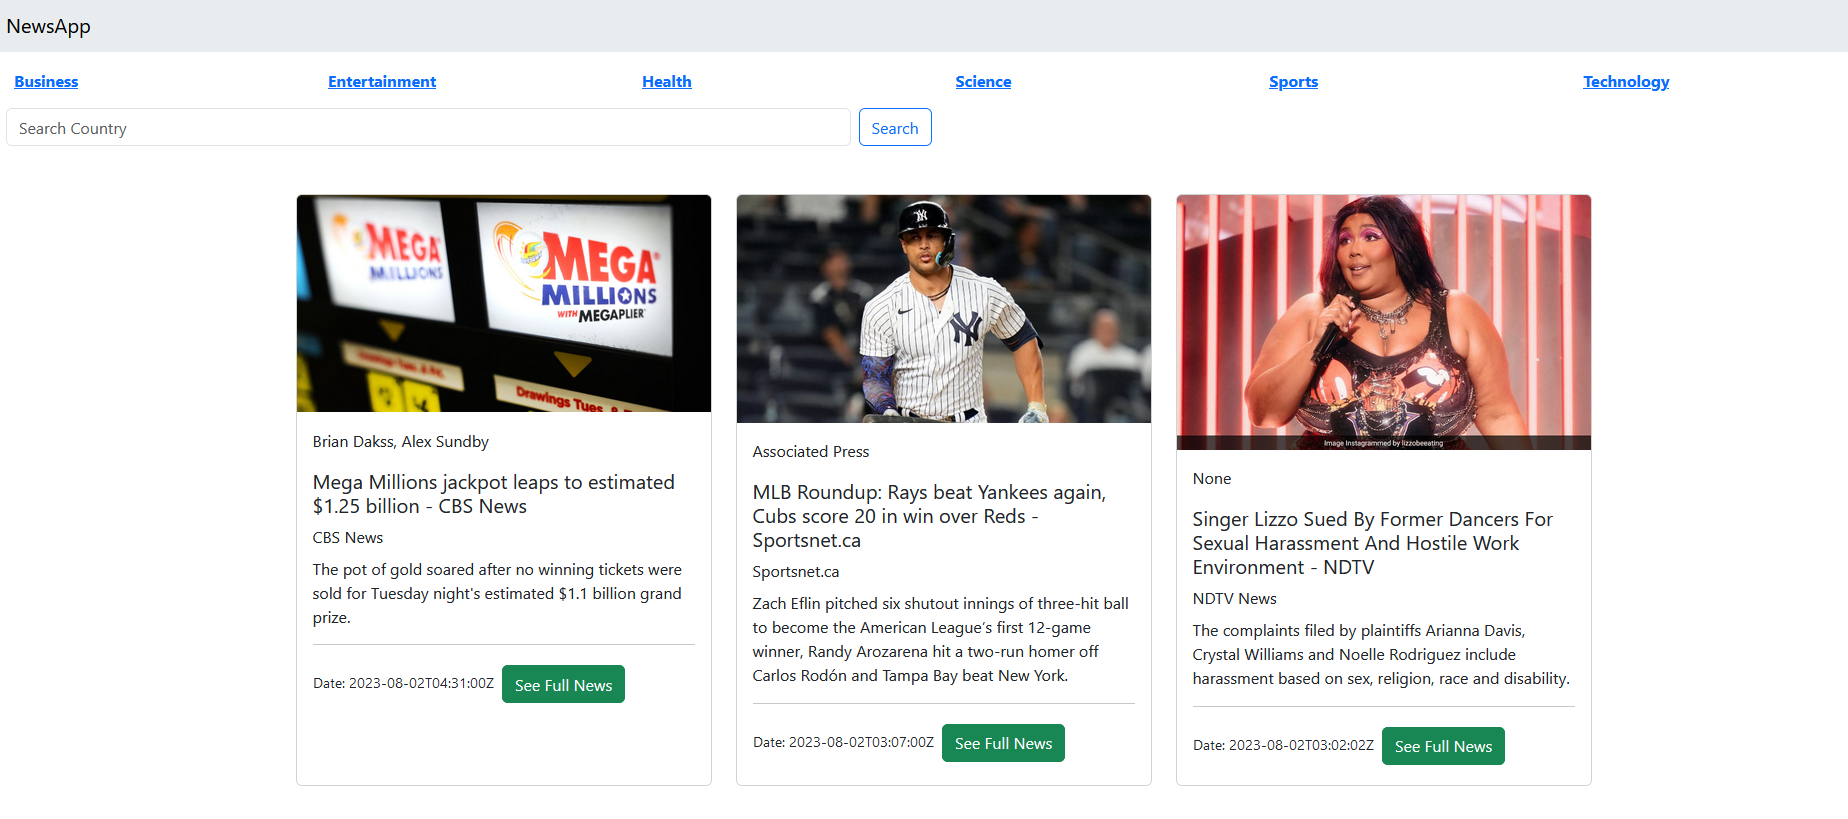 NewsApp
Business Entertainment Health Science Sports Technology
Search Country Search
MEGA
MILLIONS
MEGA
MILLIONS
WITH MEGAPLIER
Drawings Tues.
Brian Dakss, Alex Sundby
Mega Millions jackpot leaps to estimated
$1.25 billion - CBS News
CBS News
The pot of gold soared after no winning tickets were
sold for Tuesday night's estimated $1.1 billion grand
prize.
Date: 2023-08-02T04:31:00Z See Full News
NY
NY
Associated Press
MLB Roundup: Rays beat Yankees again,
Cubs score 20 in win over Reds -
Sportsnet.ca
Sportsnet.ca
Zach Eflin pitched six shutout innings of three-hit ball
to become the American League’s first 12-game
winner, Randy Arozarena hit a two-run homer off
Carlos Rodón and Tampa Bay beat New York.
Date: 2023-08-02T03:07:00Z See Full News
Image Instagrammed by lizzobeeating
None
Singer Lizzo Sued By Former Dancers For
Sexual Harassment And Hostile Work
Environment - NDTV
NDTV News
The complaints filed by plaintiffs Arianna Davis,
Crystal Williams and Noelle Rodriguez include
harassment based on sex, religion, race and disability.
Date: 2023-08-02T03:02:02Z See Full News